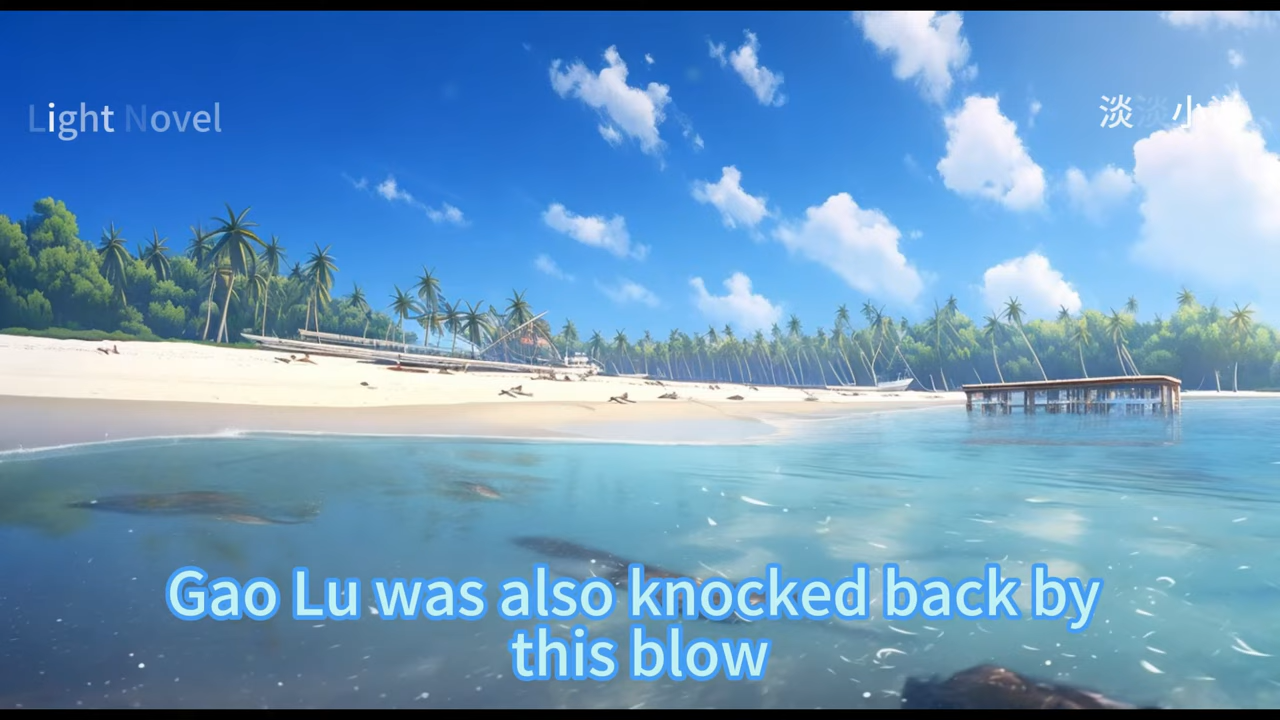 Light Novel
淡淡小
Gao Lu was also knocked back by
this blow